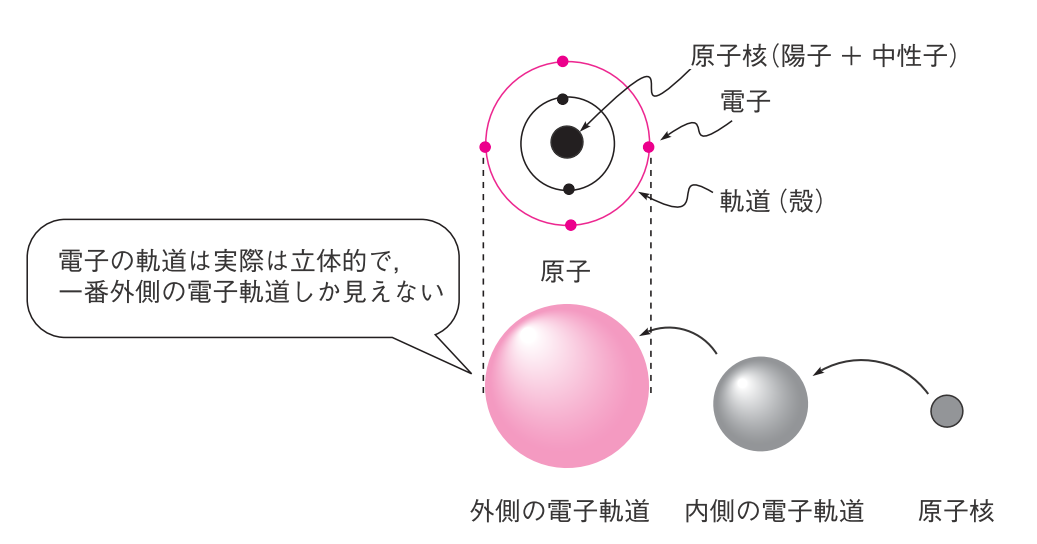 原子核（陽子 ＋ 中性子）
電子
軌道（殻）
電子の軌道は実際は立体的で，
一番外側の電子軌道しか見えない
原子
外側の電子軌道
内側の電子軌道
原子核